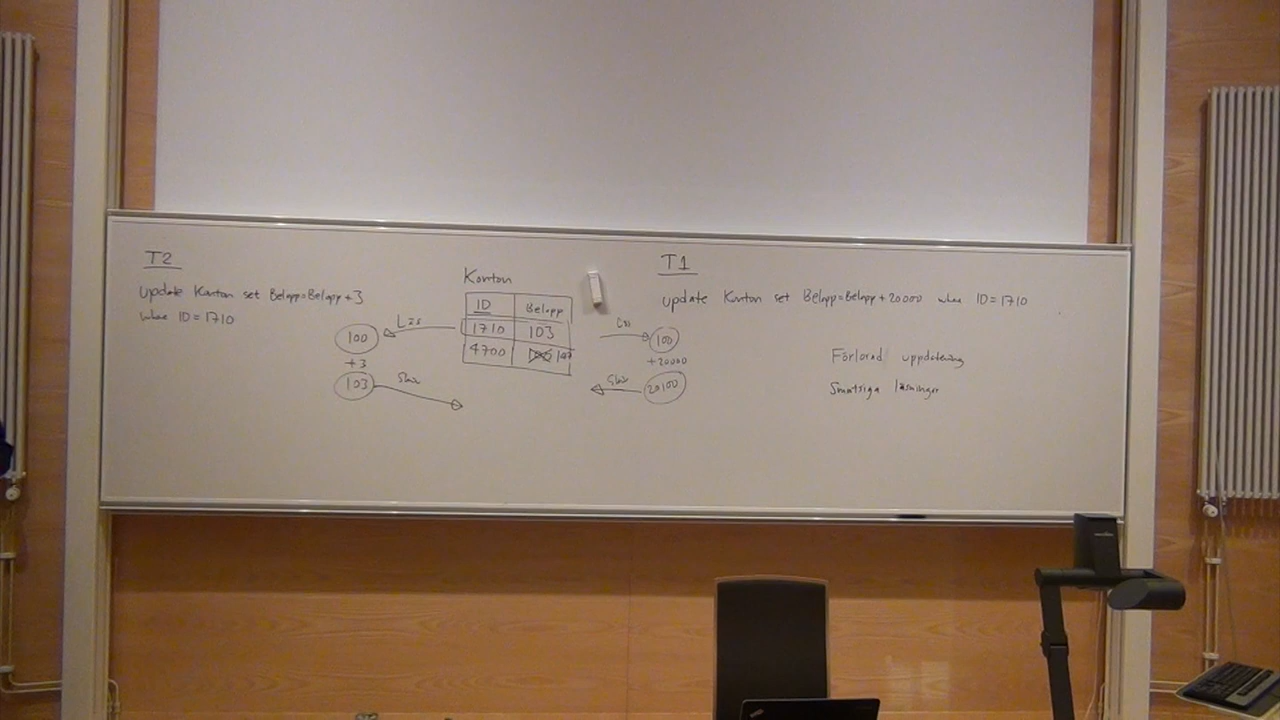 T2
update Konton set Belopp=Belopp+3
where ID=1710
100
+3
103
Läs
Skriv
Konton
ID Belopp
1710 103
4700
T1
update Konton set Belopp=Belopp+20000 where ID=1710
Läs
100
+20000
20100
Skriv
Förlorad uppdatering
Smutsiga läsningar